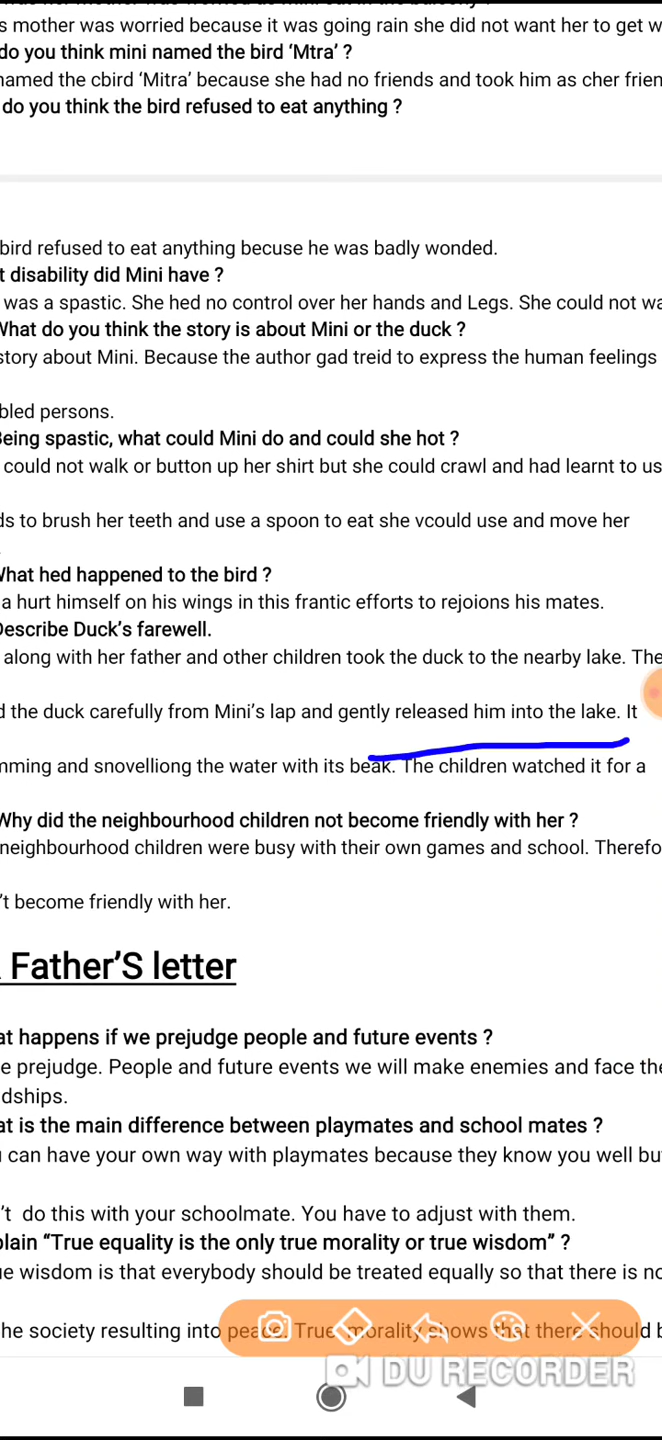 s mother was worried because it was going rain she did not want her to get w
do you think mini named the bird ‘Mtra’ ?
named the cbird ‘Mitra’ because she had no friends and took him as cher frien
do you think the bird refused to eat anything ?
bird refused to eat anything becuse he was badly wonded.
t disability did Mini have ?
was a spastic. She hed no control over her hands and Legs. She could not wa
What do you think the story is about Mini or the duck ?
story about Mini. Because the author gad treid to express the human feelings
bled persons.
Being spastic, what could Mini do and could she hot ?
could not walk or button up her shirt but she could crawl and had learnt to us
ds to brush her teeth and use a spoon to eat she vcould use and move her
What hed happened to the bird ?
a hurt himself on his wings in this frantic efforts to rejoions his mates.
Describe Duck’s farewell.
along with her father and other children took the duck to the nearby lake. The
d the duck carefully from Mini’s lap and gently released him into the lake. It
mming and snovelliong the water with its beak. The children watched it for a
Why did the neighbourhood children not become friendly with her ?
neighbourhood children were busy with their own games and school. Therefo
’t become friendly with her.
Father’S letter
at happens if we prejudge people and future events ?
e prejudge. People and future events we will make enemies and face the
dships.
at is the main difference between playmates and school mates ?
can have your own way with playmates because they know you well bu
’t do this with your schoolmate. You have to adjust with them.
plain “True equality is the only true morality or true wisdom” ?
ue wisdom is that everybody should be treated equally so that there is no
he society resulting into peace. True morality shows that there should b
DU RECORDER